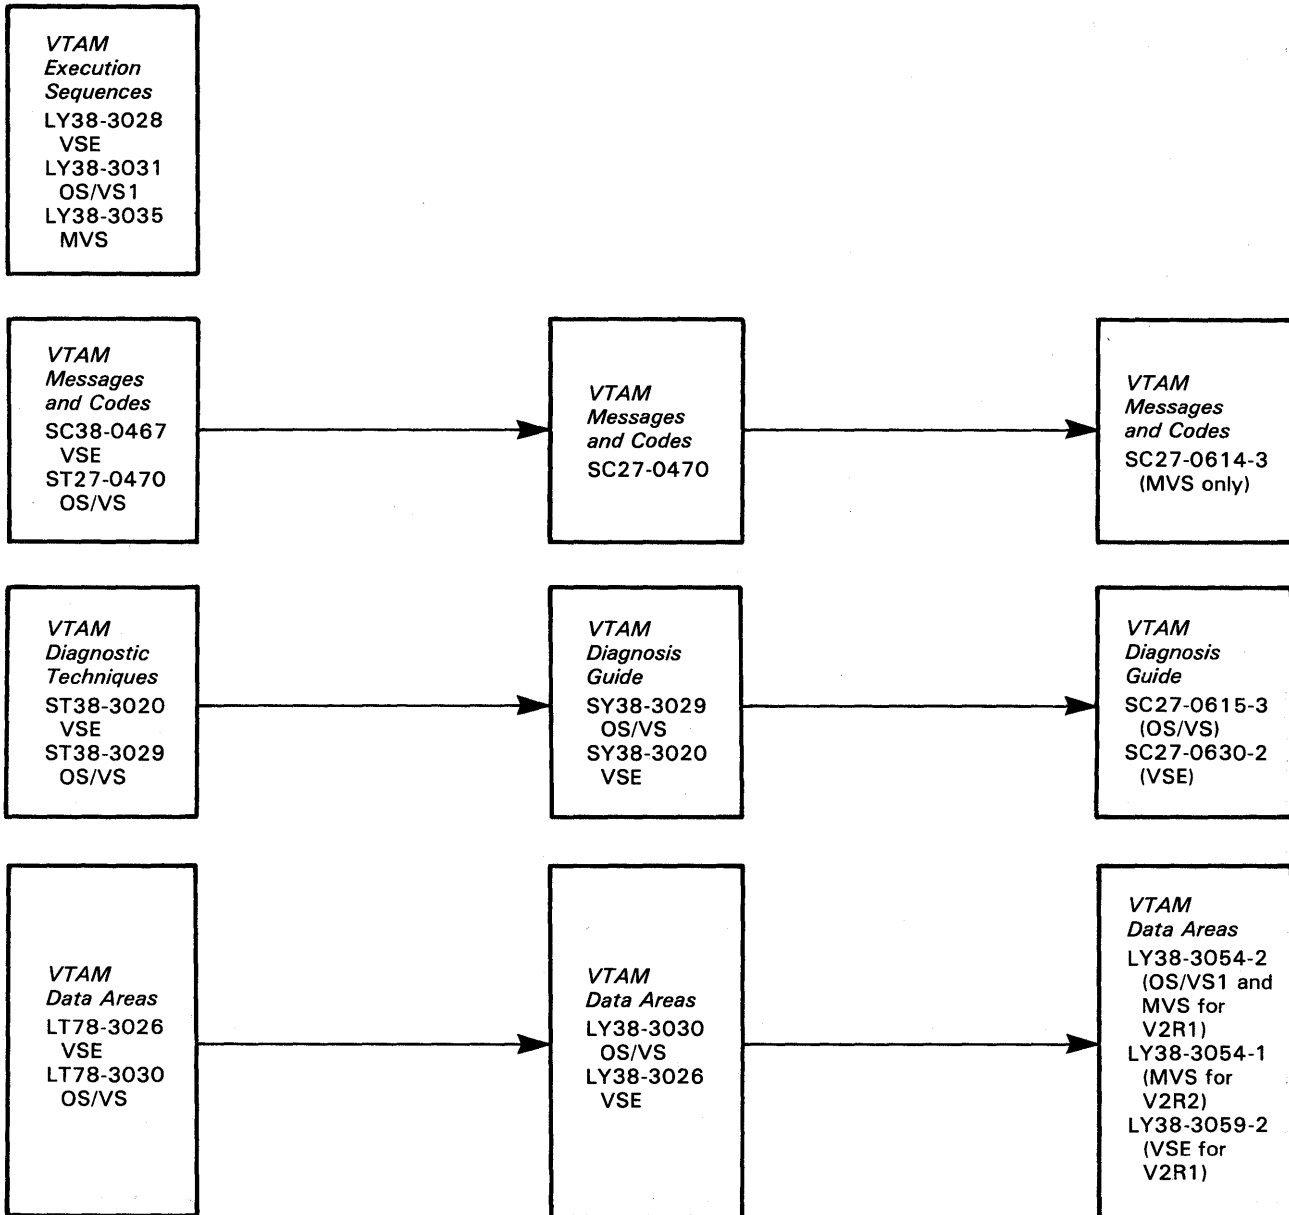 VTAM
Execution
Sequences
LY38-3028
VSE
LY38-3031
OS/VS1
LY38-3035
MVS
VTAM
Messages
and Codes
SC38-0467
VSE
ST27-0470
OS/VS
VTAM
Messages
and Codes
SC27-0470
VTAM
Messages
and Codes
SC27-0614-3
(MVS only)
VTAM
Diagnostic
Techniques
ST38-3020
VSE
ST38-3029
OS/VS
VTAM
Diagnosis
Guide
SY38-3029
OS/VS
SY38-3020
VSE
VTAM
Diagnosis
Guide
SC27-0615-3
(OS/VS)
SC27-0630-2
(VSE)
VTAM
Data Areas
LT78-3026
VSE
LT78-3030
OS/VS
VTAM
Data Areas
LY38-3030
OS/VS
LY38-3026
VSE
VTAM
Data Areas
LY38-3054-2
(OS/VS1 and
MVS for
V2R1)
LY38-3054-1
(MVS for
V2R2)
LY38-3059-2
(VSE for
V2R1)